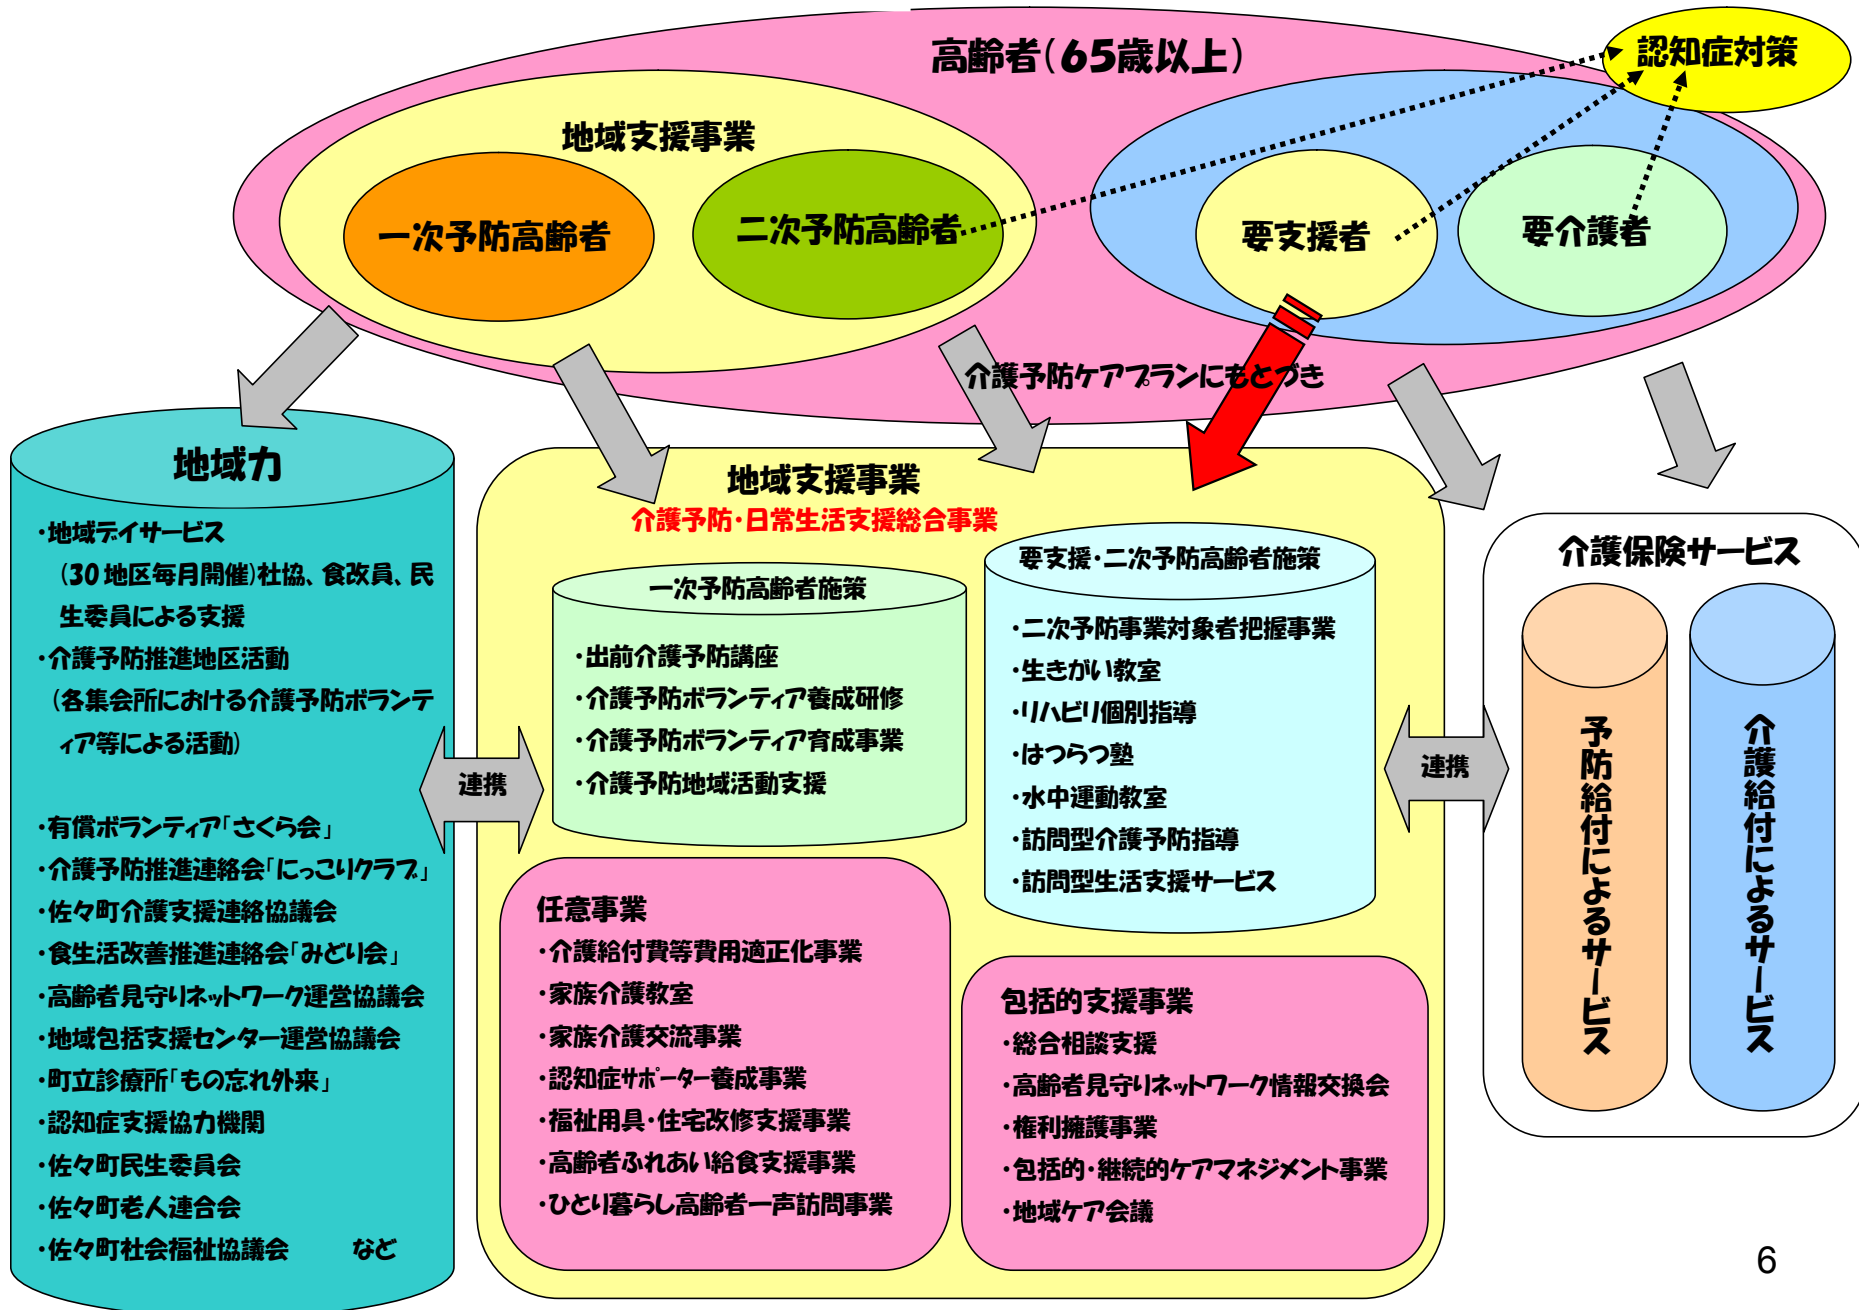 高齢者(65歳以上)
認知症対策
地域支援事業
一次予防高齢者
二次予防高齢者
要支援者
要介護者
介護予防ケアプランにもとづき
地域力
・地域デイサービス
(30地区毎月開催)社協、食改員、民
生委員による支援
・介護予防推進地区活動
(各集会所における介護予防ボランテ
ィア等による活動)
・有償ボランティア「さくら会」
・介護予防推進連絡会「にっこりクラブ」
・佐々町介護支援連絡協議会
・食生活改善推進連絡会「みどり会」
・高齢者見守りネットワーク運営協議会
・地域包括支援センター運営協議会
・町立診療所「もの忘れ外来」
・認知症支援協力機関
・佐々町民生委員会
・佐々町老人連合会
・佐々町社会福祉協議会　　など
連携
地域支援事業
介護予防・日常生活支援総合事業
一次予防高齢者施策
・出前介護予防講座
・介護予防ボランティア養成研修
・介護予防ボランティア育成事業
・介護予防地域活動支援
要支援・二次予防高齢者施策
・二次予防事業対象者把握事業
・生きがい教室
・リハビリ個別指導
・はつらつ塾
・水中運動教室
・訪問型介護予防指導
・訪問型生活支援サービス
任意事業
・介護給付費等費用適正化事業
・家族介護教室
・家族介護交流事業
・認知症サポーター養成事業
・福祉用具・住宅改修支援事業
・高齢者ふれあい給食支援事業
・ひとり暮らし高齢者一声訪問事業
包括的支援事業
・総合相談支援
・高齢者見守りネットワーク情報交換会
・権利擁護事業
・包括的・継続的ケアマネジメント事業
・地域ケア会議
連携
介護保険サービス
予防給付によるサービス
介護給付によるサービス
6